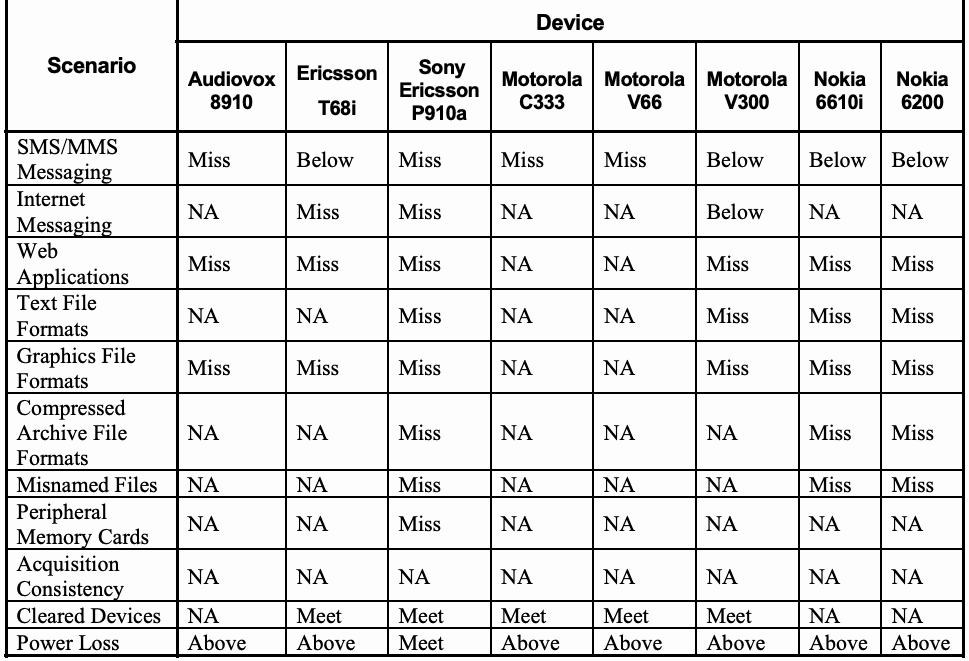 Device
Scenario
Audiovox 8910
Ericsson T68i
Sony Ericsson P910a
Motorola C333
Motorola V66
Motorola V300
Nokia 6610i
Nokia 6200
SMS/MMS
Messaging
Miss Below Miss Miss Miss Below Below Below
Internet
Messaging
NA Miss Miss NA NA Below NA NA
Web
Applications
Miss Miss Miss NA NA Miss Miss Miss
Text File
Formats
NA NA Miss NA NA Miss Miss Miss
Graphics File
Formats
Miss Miss Miss NA NA Miss Miss Miss
Compressed
Archive File
Formats
NA NA Miss NA NA NA Miss Miss
Misnamed Files NA NA Miss NA NA NA Miss Miss
Peripheral
Memory Cards
NA NA Miss NA NA NA NA NA
Acquisition
Consistency
NA NA NA NA NA NA NA NA
Cleared Devices NA Meet Meet Meet Meet Meet NA NA
Power Loss Above Above Meet Above Above Above Above Above